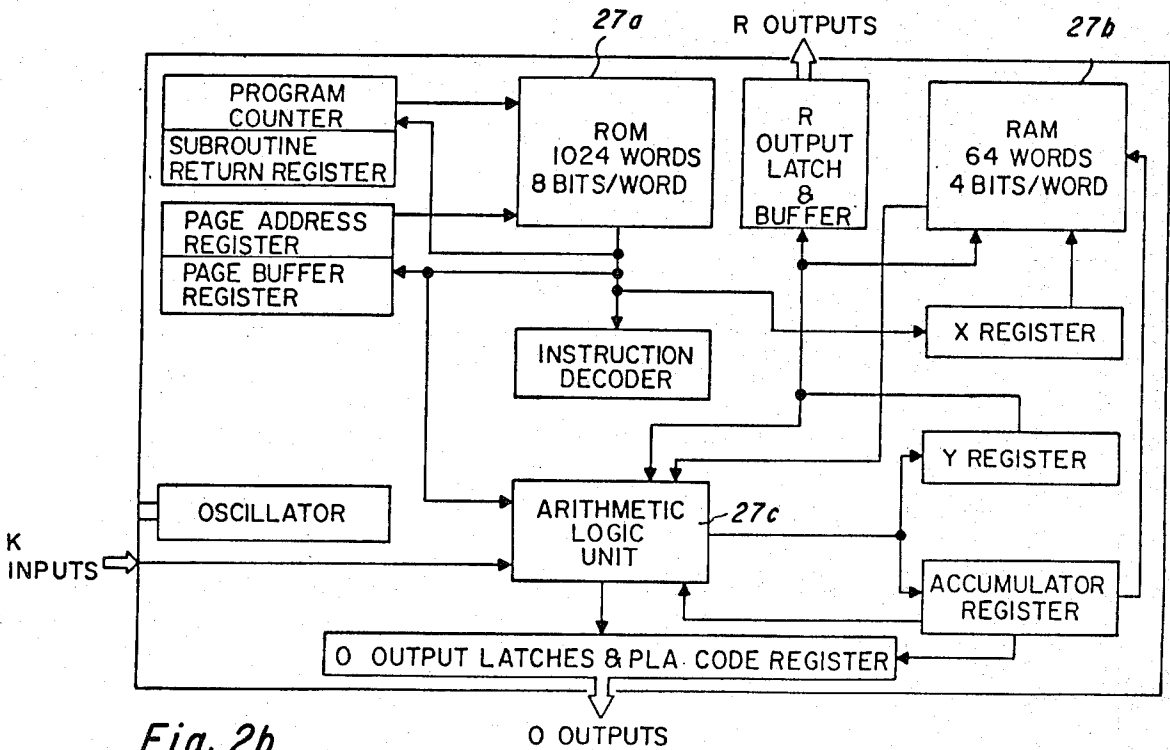 R OUTPUTS
27a
27b
PROGRAM
COUNTER
SUBROUTINE
RETURN REGISTER
ROM
1024 WORDS
8 BITS/WORD
R
OUTPUT
LATCH
&
BUFFER
RAM
64 WORDS
4 BITS/WORD
PAGE ADDRESS
REGISTER
PAGE BUFFER
REGISTER
INSTRUCTION
DECODER
X REGISTER
Y REGISTER
OSCILLATOR
ARITHMETIC
LOGIC
UNIT
27c
K
INPUTS
ACCUMULATOR
REGISTER
O OUTPUT LATCHES & PLA. CODE REGISTER
O OUTPUTS
Fig. 2b